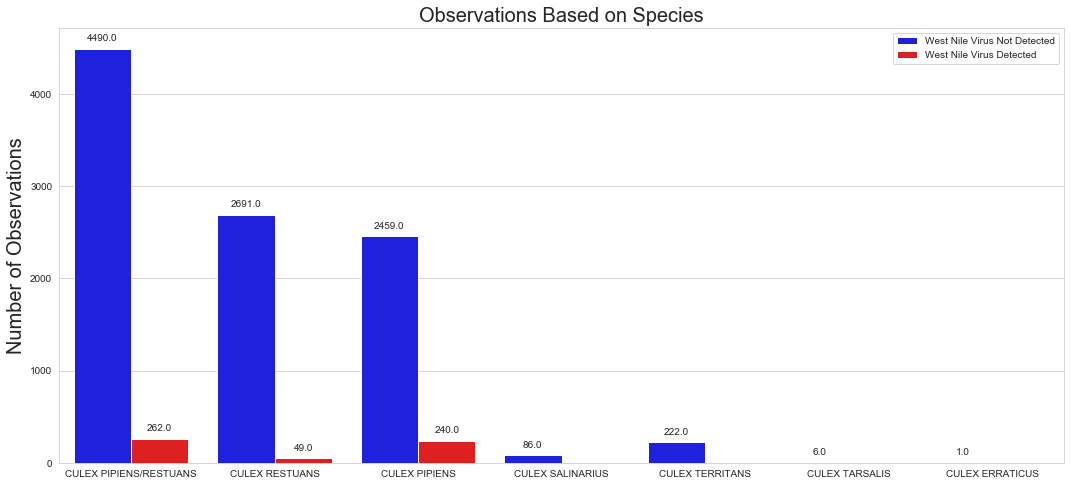 Observations Based on Species
West Nile Virus Not Detected
West Nile Virus Detected
Number of Observations
4000
3000
2000
1000
0
4490.0
262.0
2691.0
49.0
2459.0
240.0
86.0
222.0
6.0
1.0
CULEX PIPIENS/RESTUANS
CULEX RESTUANS
CULEX PIPIENS
CULEX SALINARIUS
CULEX TERRITANS
CULEX TARSALIS
CULEX ERRATICUS